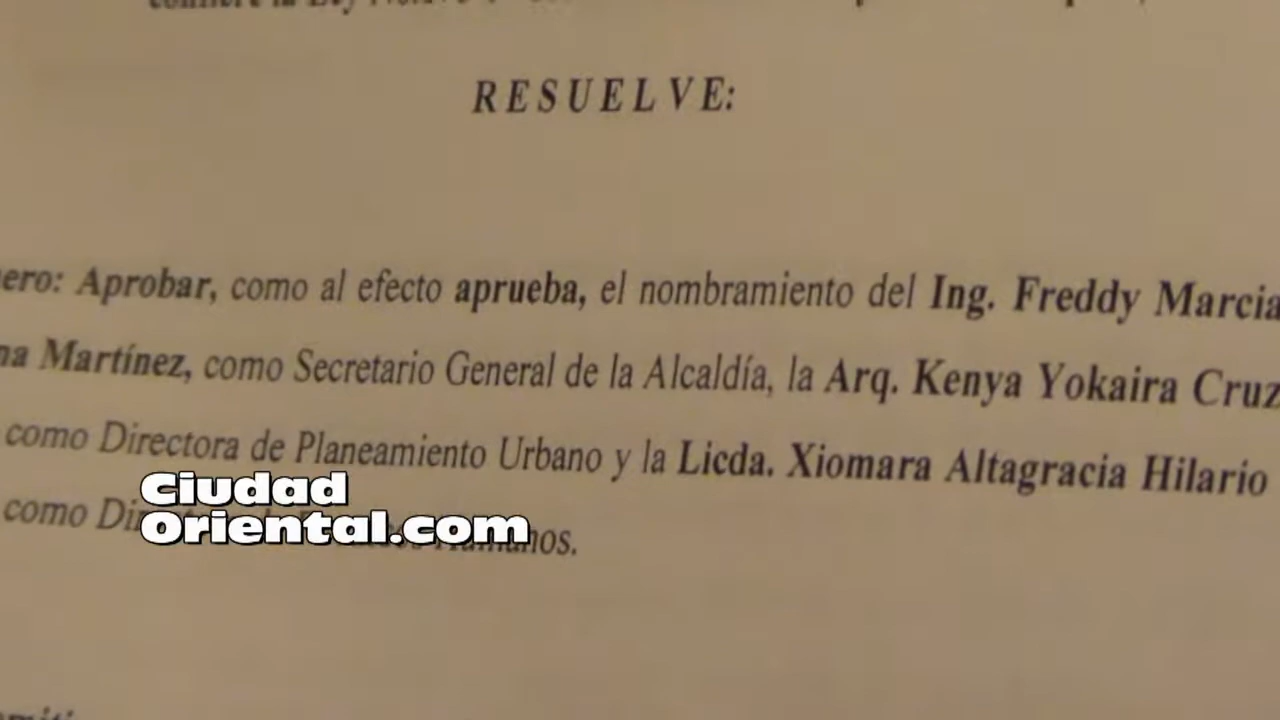 RESUELVE:
ero: Aprobar, como al efecto aprueba, el nombramiento del Ing. Freddy Marcia
na Martínez, como Secretario General de la Alcaldía, la Arq. Kenya Yokaira Cruz
como Directora de Planeamiento Urbano y la Licda. Xiomara Altagracia Hilario
como
Ciudad
Oriental.com